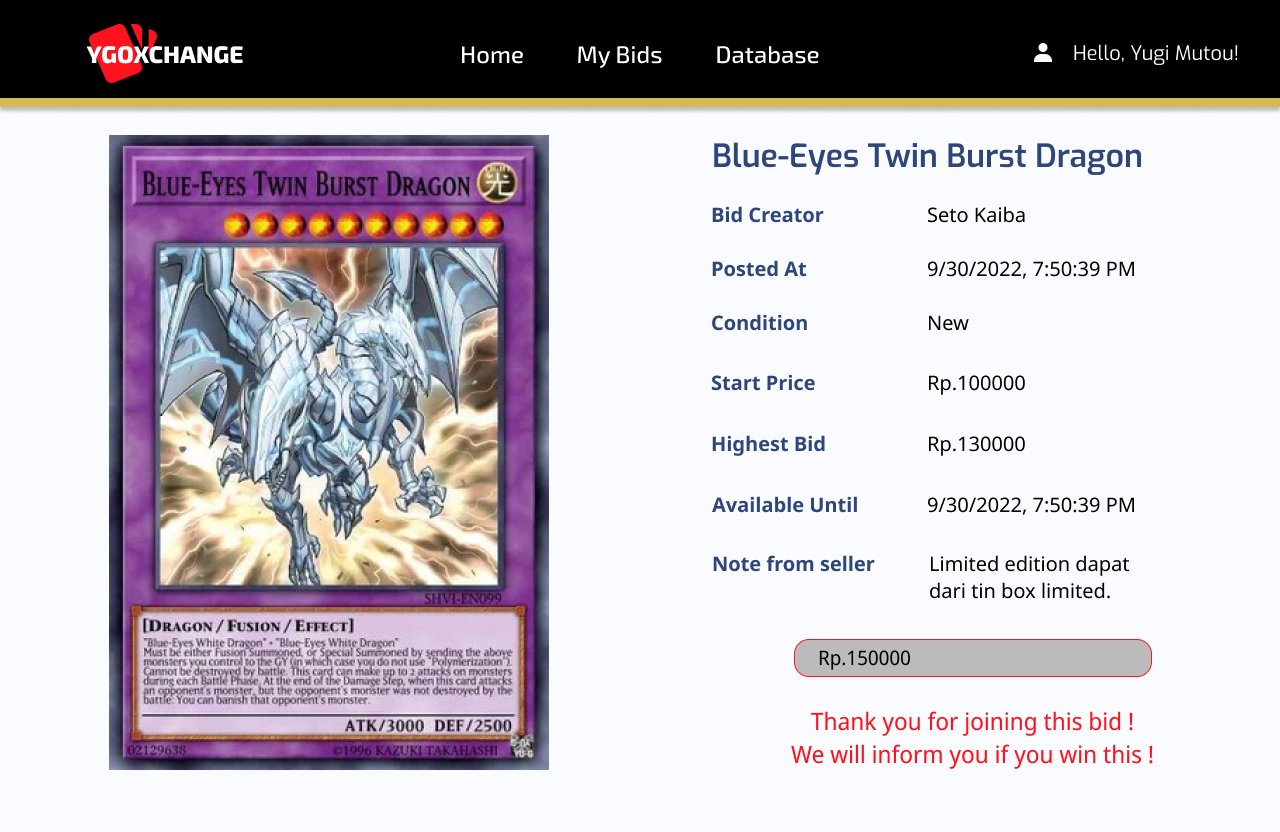 YGOXCHANGE
Home
My Bids
Database
Hello, Yugi Mutou!
BLUE-EYES TWIN BURST DRAGON
LIGHT
光
SHVI-EN099
[DRAGON / FUSION / EFFECT]
"Blue-Eyes White Dragon" + "Blue-Eyes White Dragon"
Must be either Fusion Summoned, or Special Summoned by sending the above
monsters you control to the GY (in which case you do not use "Polymerization").
Cannot be destroyed by battle. This card can make up to 2 attacks on monsters
during each Battle Phase. At the end of the Damage Step, when this card attacks
an opponent's monster, but the opponent's monster was not destroyed by the
battle: You can banish that opponent's monster.
ATK/3000 DEF/2500
02129638
©1996 KAZUKI TAKAHASHI
Blue-Eyes Twin Burst Dragon
Bid Creator
Seto Kaiba
Posted At
9/30/2022, 7:50:39 PM
Condition
New
Start Price
Rp.100000
Highest Bid
Rp.130000
Available Until
9/30/2022, 7:50:39 PM
Note from seller
Limited edition dapat
dari tin box limited.
Rp.150000
Thank you for joining this bid !
We will inform you if you win this !